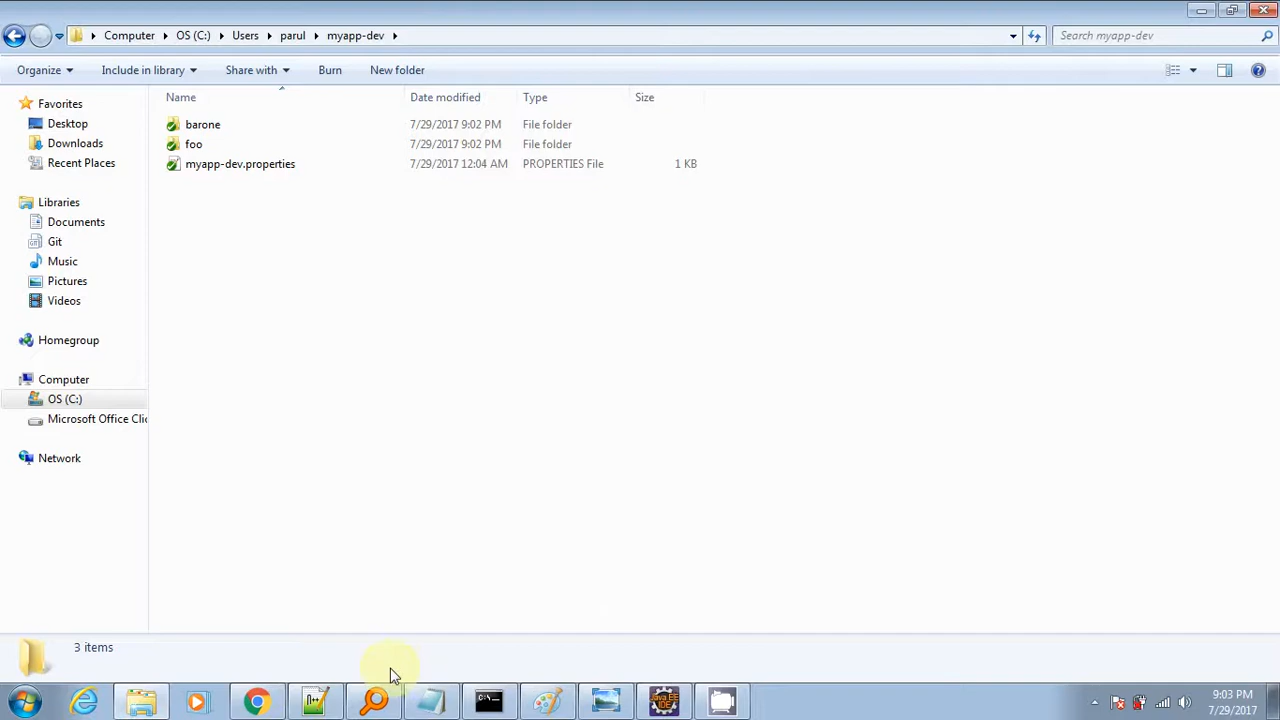 Computer OS (C:) Users parul myapp-dev
Search myapp-dev
Organize Include in library Share with Burn New folder
Name Date modified Type Size
Favorites
Desktop
Downloads
Recent Places
Libraries
Documents
Git
Music
Pictures
Videos
Homegroup
Computer
OS (C:)
Microsoft Office Clic
Network
barone 7/29/2017 9:02 PM File folder
foo 7/29/2017 9:02 PM File folder
myapp-dev.properties 7/29/2017 12:04 AM PROPERTIES File 1 KB
3 items
n++
C:\.
Java EE
IDE
9:03 PM
7/29/2017